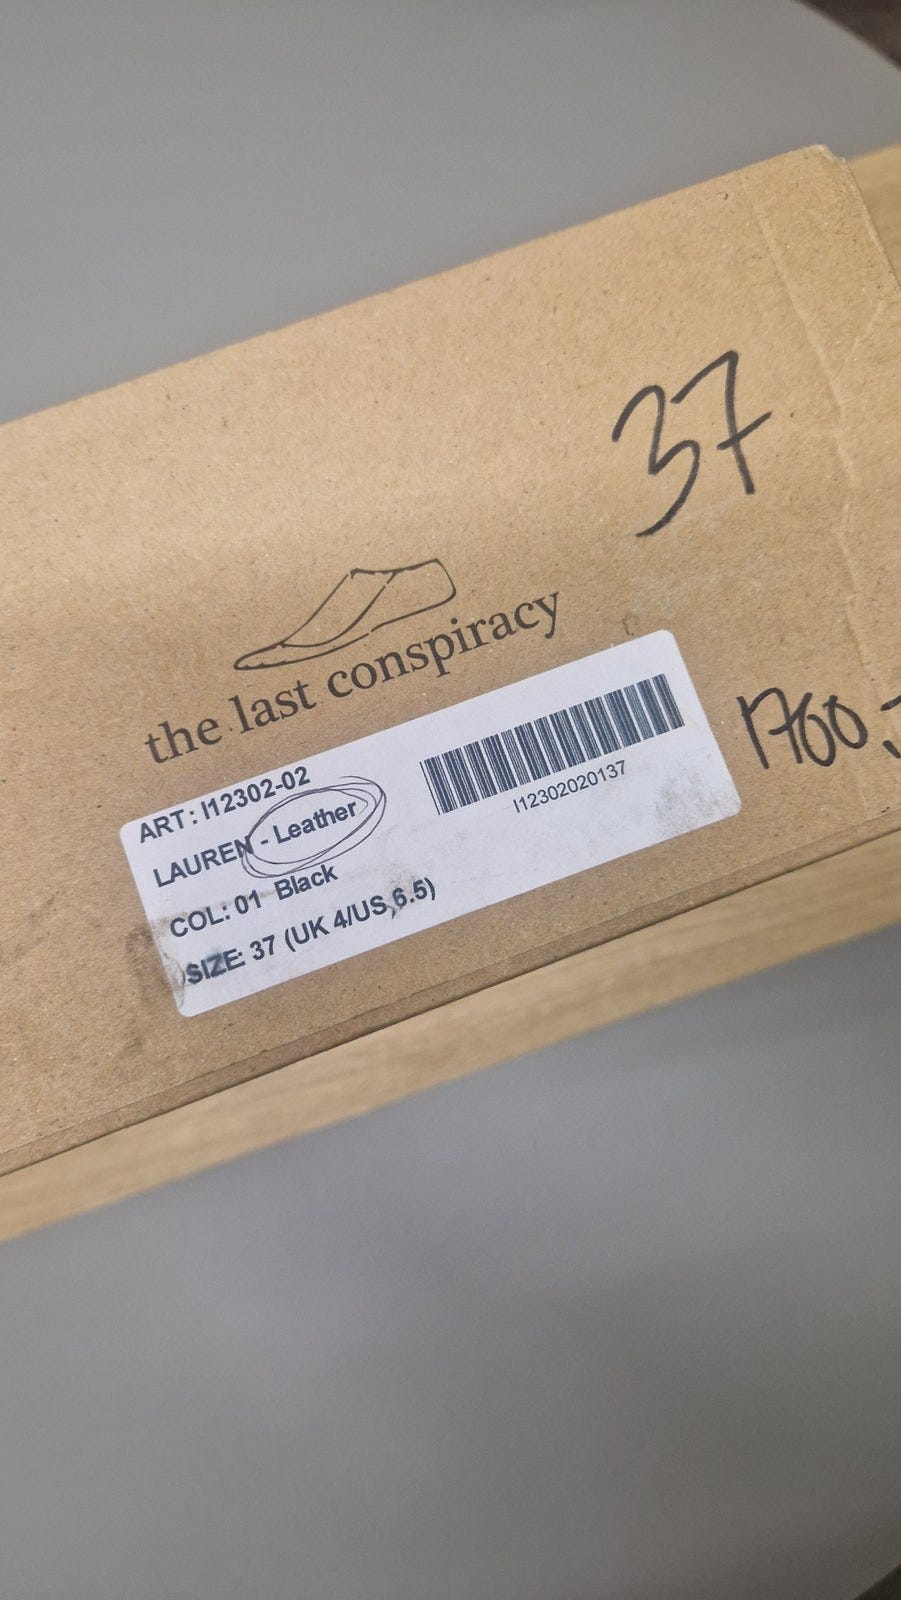 37
the last conspiracy
ART: I12302-02
LAUREN - Leather
COL: 01 Black
SIZE: 37 (UK 4/US 6.5)
I12302020137
1700,-